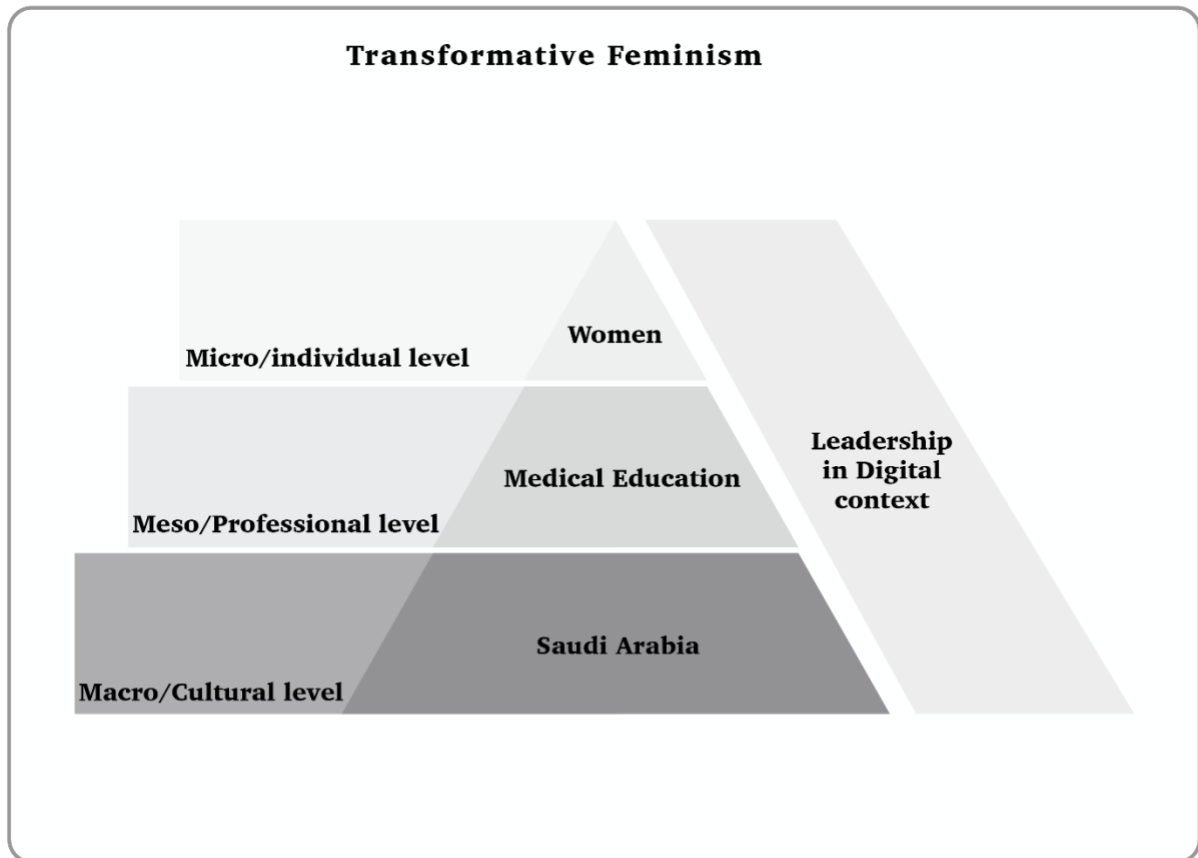 Transformative Feminism
Women
Micro/individual level
Leadership
in Digital
context
Medical Education
Meso/Professional level
Saudi Arabia
Macro/Cultural level